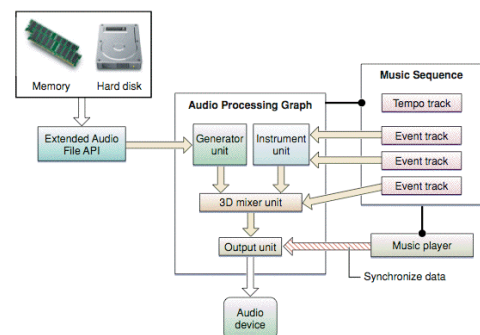 Memory
Hard disk
Extended Audio
File API
Audio Processing Graph
Generator
unit
Instrument
unit
3D mixer unit
Output unit
Audio
device
Music Sequence
Tempo track
Event track
Event track
Event track
Music player
Synchronize data